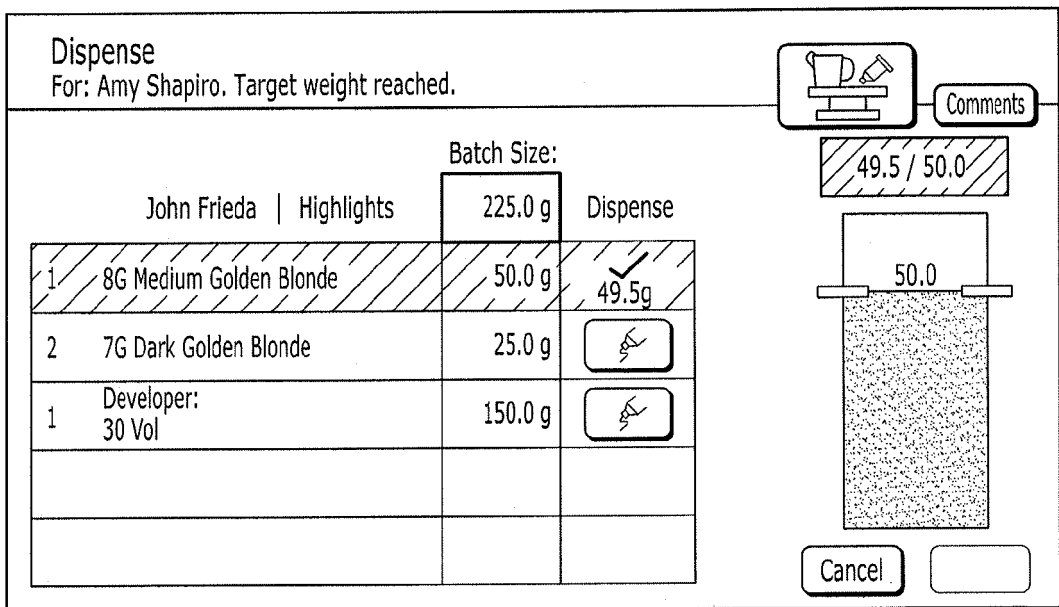 Dispense
For: Amy Shapiro. Target weight reached.
Comments
49.5 / 50.0
Batch Size:
John Frieda | Highlights 225.0 g Dispense
1 8G Medium Golden Blonde 50.0 g 49.5g
2 7G Dark Golden Blonde 25.0 g
1 Developer:
30 Vol 150.0 g
50.0
Cancel